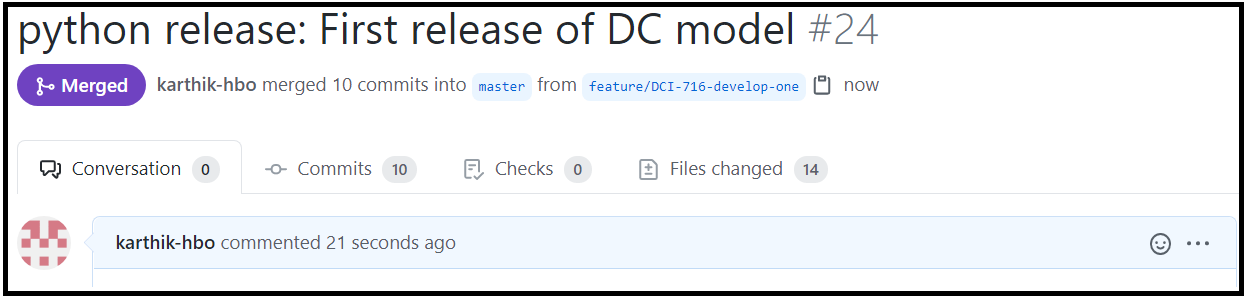 python release: First release of DC model #24
Merged karthik-hbo merged 10 commits into master from feature/DCI-716-develop-one now
Conversation 0 Commits 10 Checks 0 Files changed 14
karthik-hbo commented 21 seconds ago